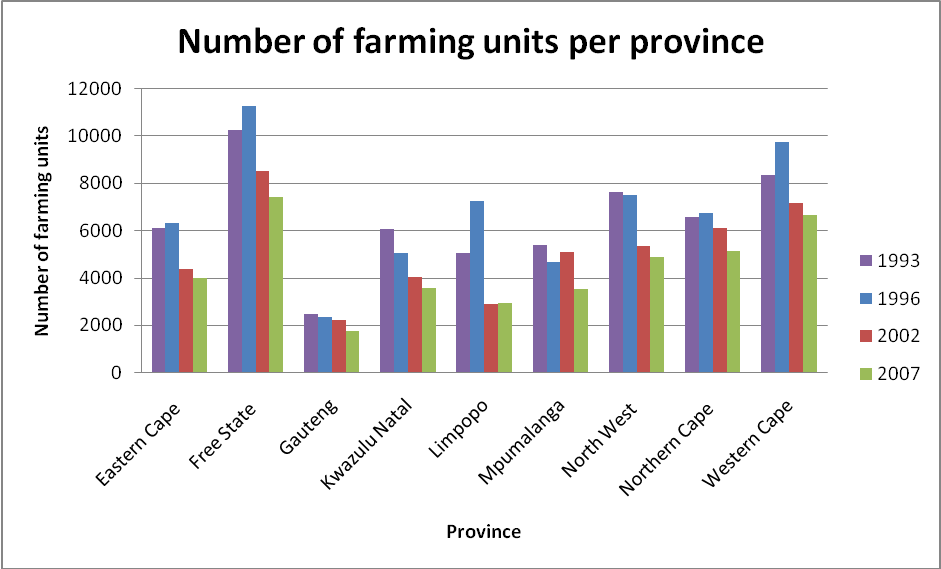 Number of farming units per province
Number of farming units
12000
10000
8000
6000
4000
2000
0
Eastern Cape
Free State
Gauteng
Kwazulu Natal
Limpopo
Mpumalanga
North West
Northern Cape
Western Cape
Province
1993
1996
2002
2007